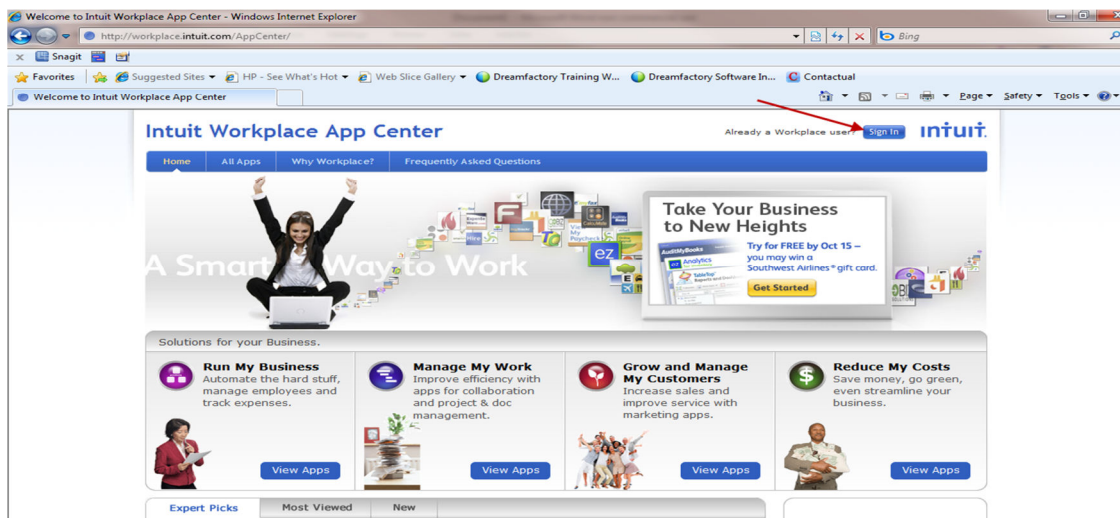 Welcome to Intuit Workplace App Center - Windows Internet Explorer
http://workplace.intuit.com/AppCenter/
Bing
x Snagit
Favorites
Suggested Sites
HP - See What's Hot
Web Slice Gallery
Dreamfactory Training W...
Dreamfactory Software In...
Contactual
Welcome to Intuit Workplace App Center
Page
Safety
Tools
Intuit Workplace App Center
Already a Workplace user?
Sign In
intuit.
Home
All Apps
Why Workplace?
Frequently Asked Questions
A Smart Way to Work
ez
Take Your Business
to New Heights
AuditMyBooks
ez Analytics
TableTop
Try for FREE by Oct 15 –
you may win a
Southwest Airlines® gift card.
Get Started
Solutions for your Business.
Run My Business
Automate the hard stuff,
manage employees and
track expenses.
View Apps
Manage My Work
Improve efficiency with
apps for collaboration
and project & doc
management.
View Apps
Grow and Manage
My Customers
Increase sales and
improve service with
marketing apps.
View Apps
Reduce My Costs
Save money, go green,
even streamline your
business.
View Apps
Expert Picks
Most Viewed
New